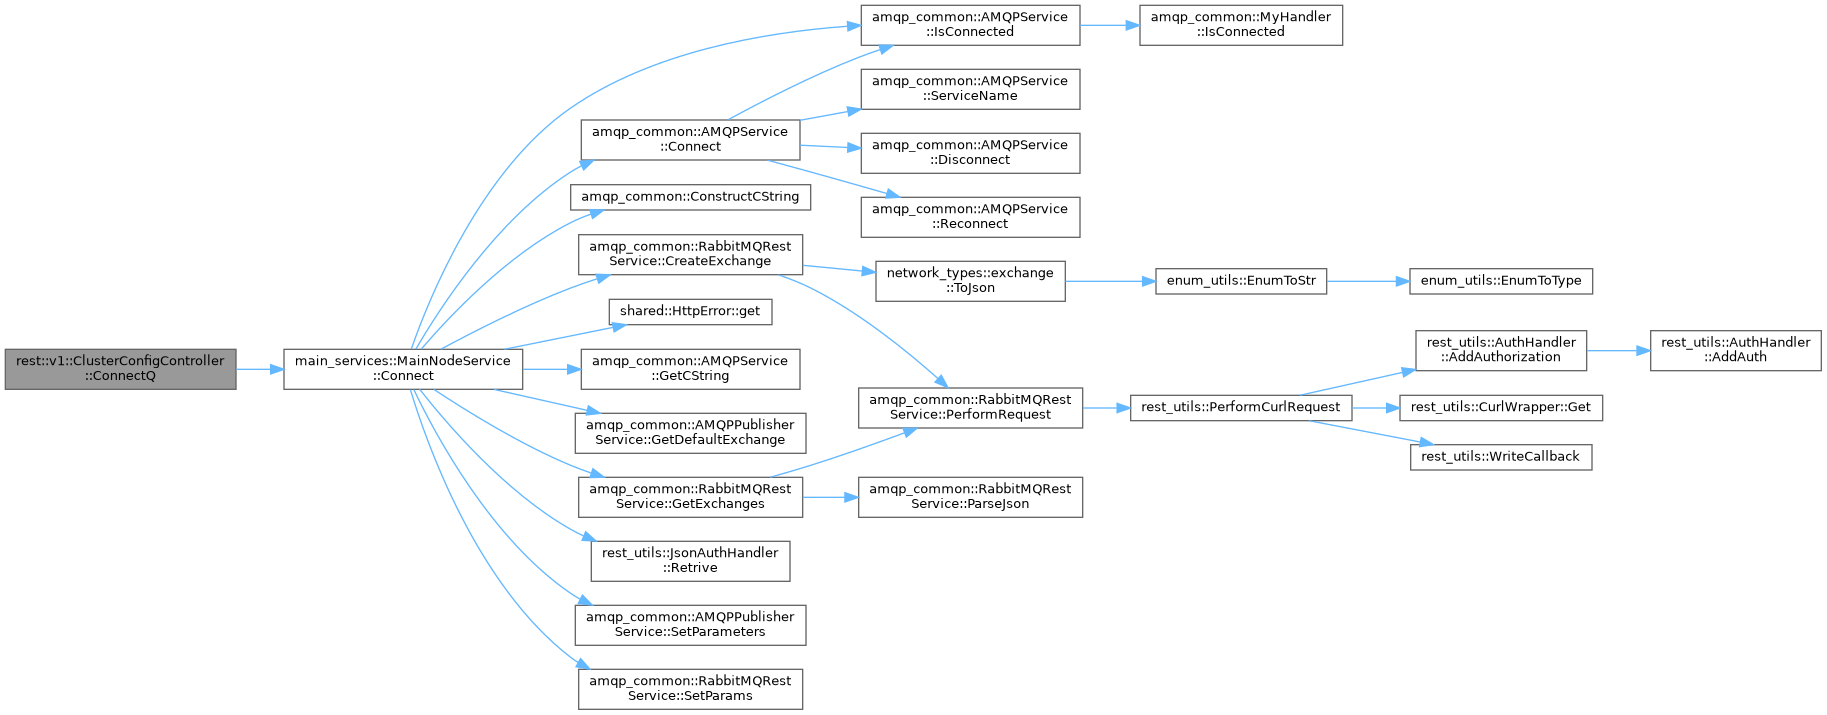 rest::v1::ClusterConfigController
::ConnectQ
main_services::MainNodeService
::Connect
amqp_common::AMQPService
::IsConnected
amqp_common::MyHandler
::IsConnected
amqp_common::AMQPService
::Connect
amqp_common::AMQPService
::ServiceName
amqp_common::AMQPService
::Disconnect
amqp_common::AMQPService
::Reconnect
amqp_common::ConstructCString
amqp_common::RabbitMQRest
Service::CreateExchange
network_types::exchange
::ToJson
enum_utils::EnumToStr
enum_utils::EnumToType
amqp_common::RabbitMQRest
Service::PerformRequest
rest_utils::PerformCurlRequest
rest_utils::AuthHandler
::AddAuthorization
rest_utils::AuthHandler
::AddAuth
rest_utils::CurlWrapper::Get
rest_utils::WriteCallback
shared::HttpError::get
amqp_common::AMQPService
::GetCString
amqp_common::AMQPPublisher
Service::GetDefaultExchange
amqp_common::RabbitMQRest
Service::GetExchanges
amqp_common::RabbitMQRest
Service::ParseJson
rest_utils::JsonAuthHandler
::Retrive
amqp_common::AMQPPublisher
Service::SetParameters
amqp_common::RabbitMQRest
Service::SetParams